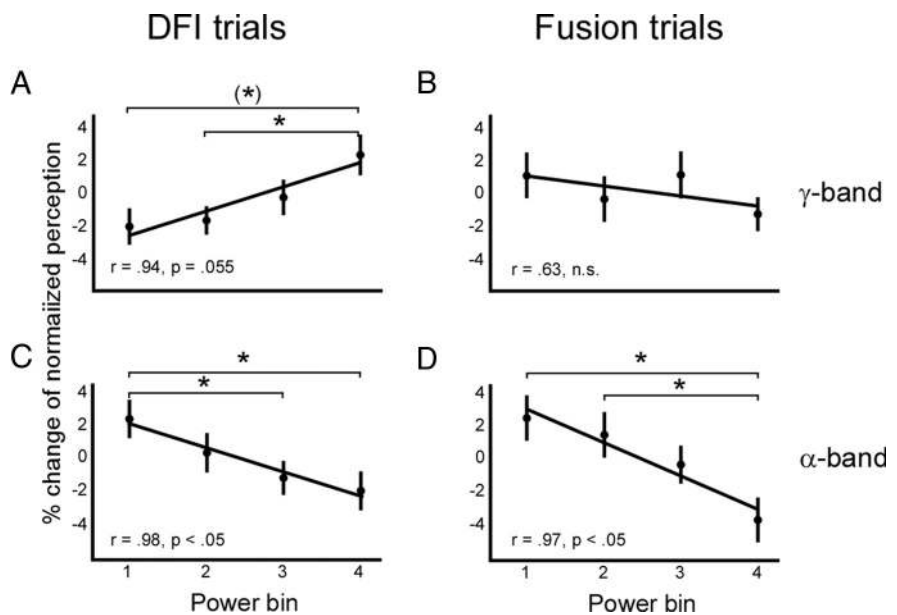 DFI trials
Fusion trials
A
(*)
*
4
2
0
-2
-4
r = .94, p = .055
B
4
2
0
-2
-4
r = .63, n.s.
γ-band
% change of normalized perception
C
*
*
4
2
0
-2
-4
r = .98, p < .05
1 2 3 4
Power bin
D
*
*
4
2
0
-2
-4
r = .97, p < .05
1 2 3 4
Power bin
α-band